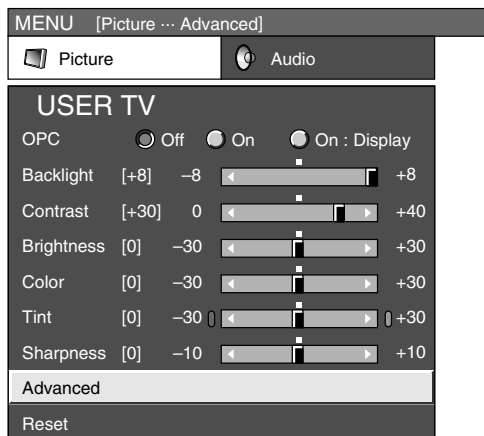 MENU [Picture ··· Advanced]
Picture Audio
USER TV
OPC Off On On : Display
Backlight [+8] –8 +8
Contrast [+30] 0 +40
Brightness [0] –30 +30
Color [0] –30 +30
Tint [0] –30 +30
Sharpness [0] –10 +10
Advanced
Reset